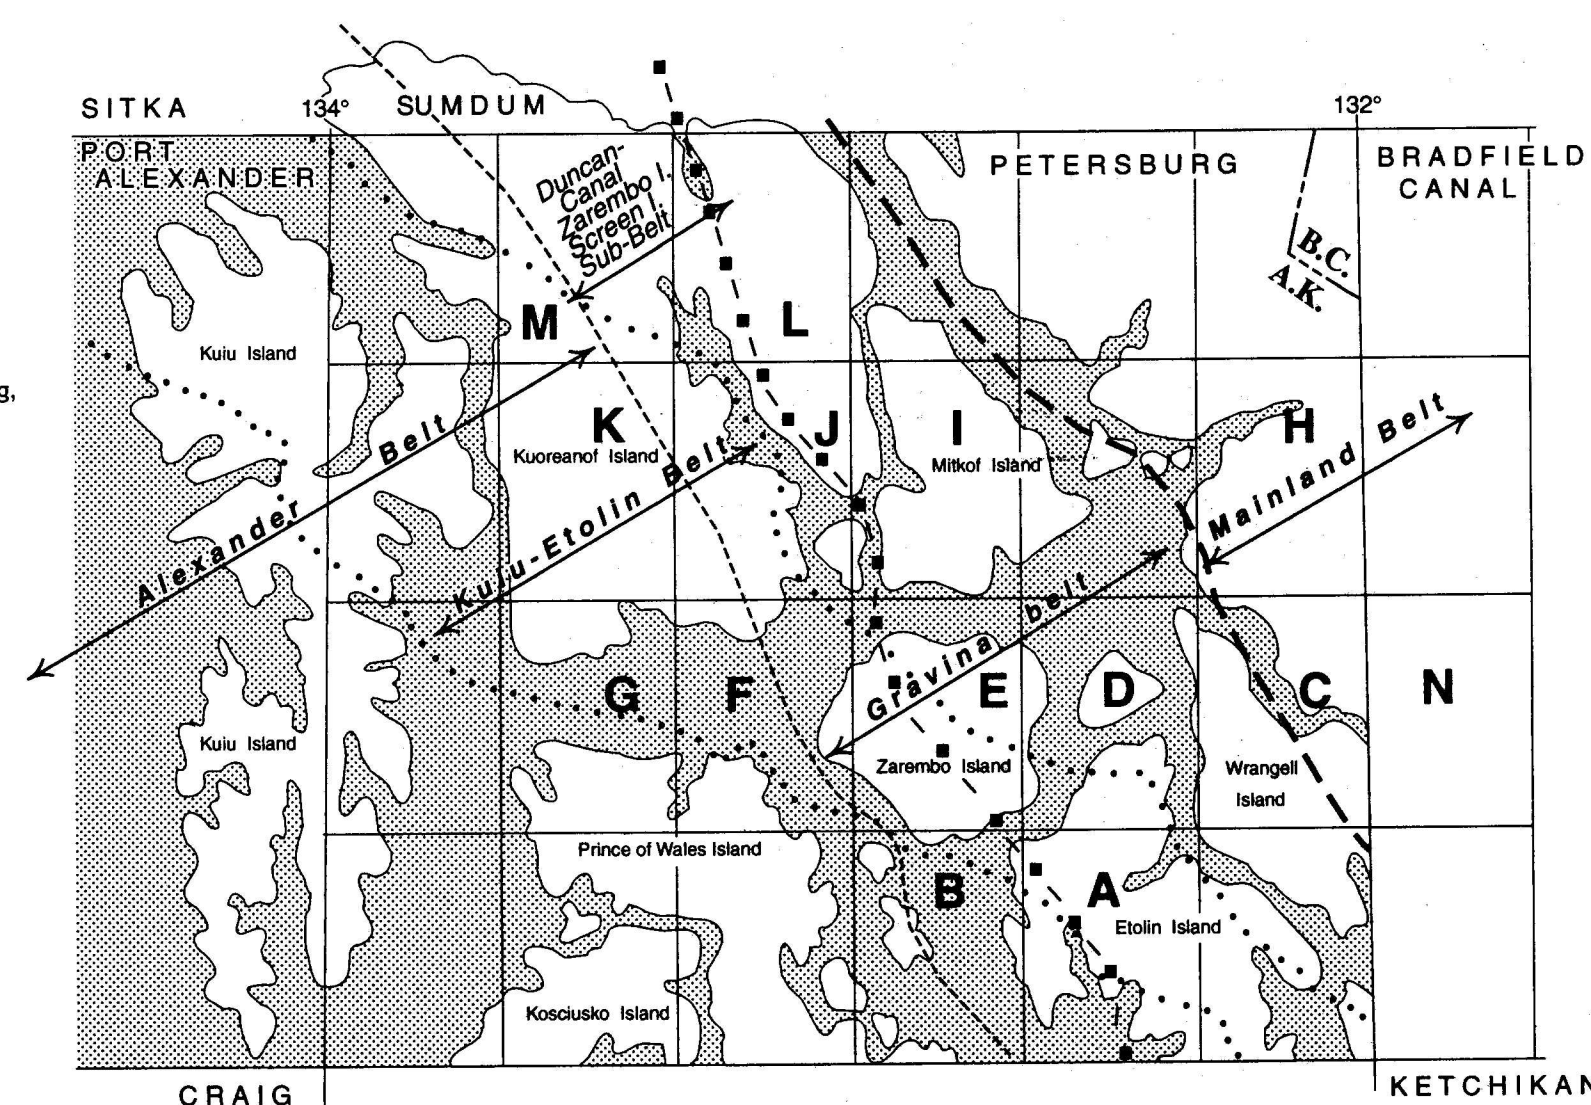 SITKA
134°
SUMDUM
132°
PORT
ALEXANDER
PETERSBURG
BRADFIELD
CANAL
Duncan-
Canal
Zarembo I.
Screen I.
Sub-Belt
B.C.
A.K.
M
L
Kuiu Island
g,
K
J
I
H
Kuoreanof Island
Mitkof Island
Alexander Belt
Kuiu-Etolin Belt
Mainland Belt
Gravina belt
G
F
E
D
C
N
Kuiu Island
Zarembo Island
Wrangell
Island
Prince of Wales Island
B
A
Etolin Island
Kosciusko Island
CRAIG
KETCHIKAN